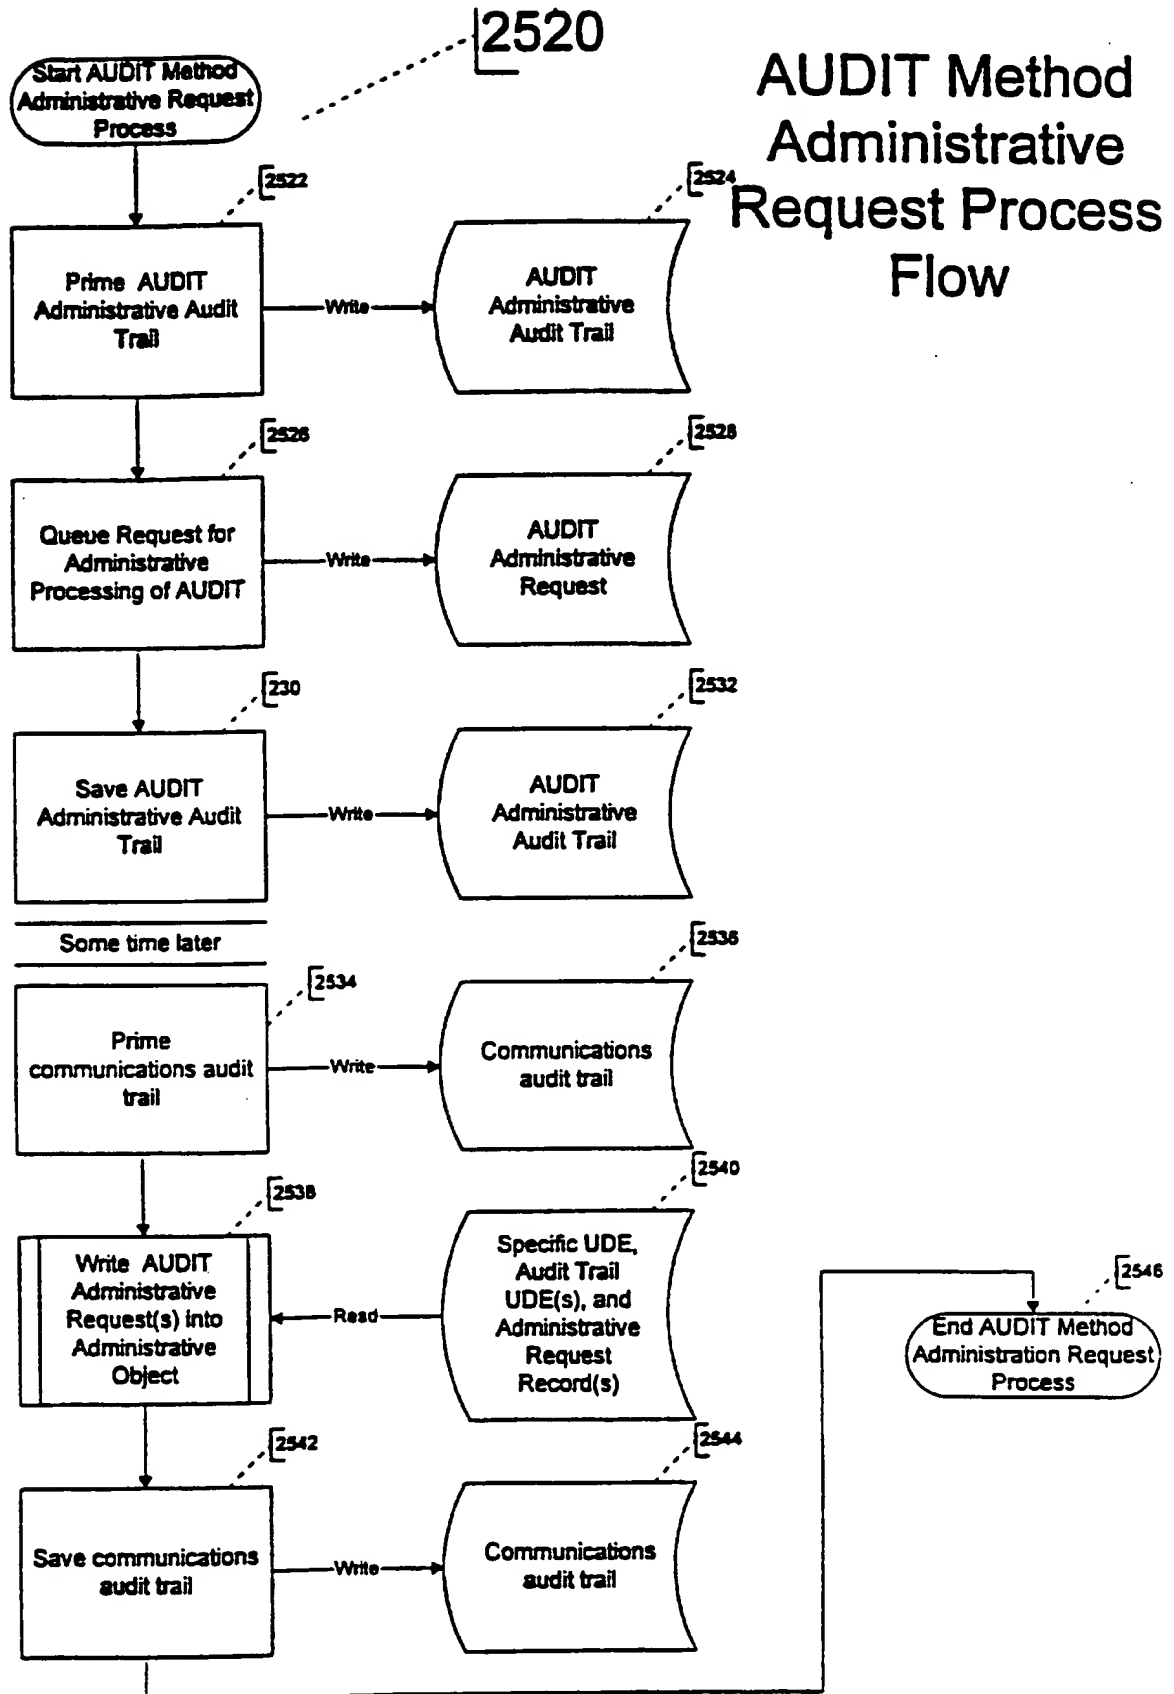 2520
AUDIT Method
Administrative
Request Process
Flow
Start AUDIT Method
Administrative Request
Process
2522
Prime AUDIT
Administrative Audit
Trail
Write
2524
AUDIT
Administrative
Audit Trail
2526
Queue Request for
Administrative
Processing of AUDIT
Write
2528
AUDIT
Administrative
Request
230
Save AUDIT
Administrative Audit
Trail
Write
2532
AUDIT
Administrative
Audit Trail
Some time later
2534
Prime
communications audit
trail
Write
2536
Communications
audit trail
2538
Write AUDIT
Administrative
Request(s) into
Administrative
Object
Read
2540
Specific UDE,
Audit Trail
UDE(s), and
Administrative
Request
Record(s)
2542
Save communications
audit trail
Write
2544
Communications
audit trail
2546
End AUDIT Method
Administration Request
Process